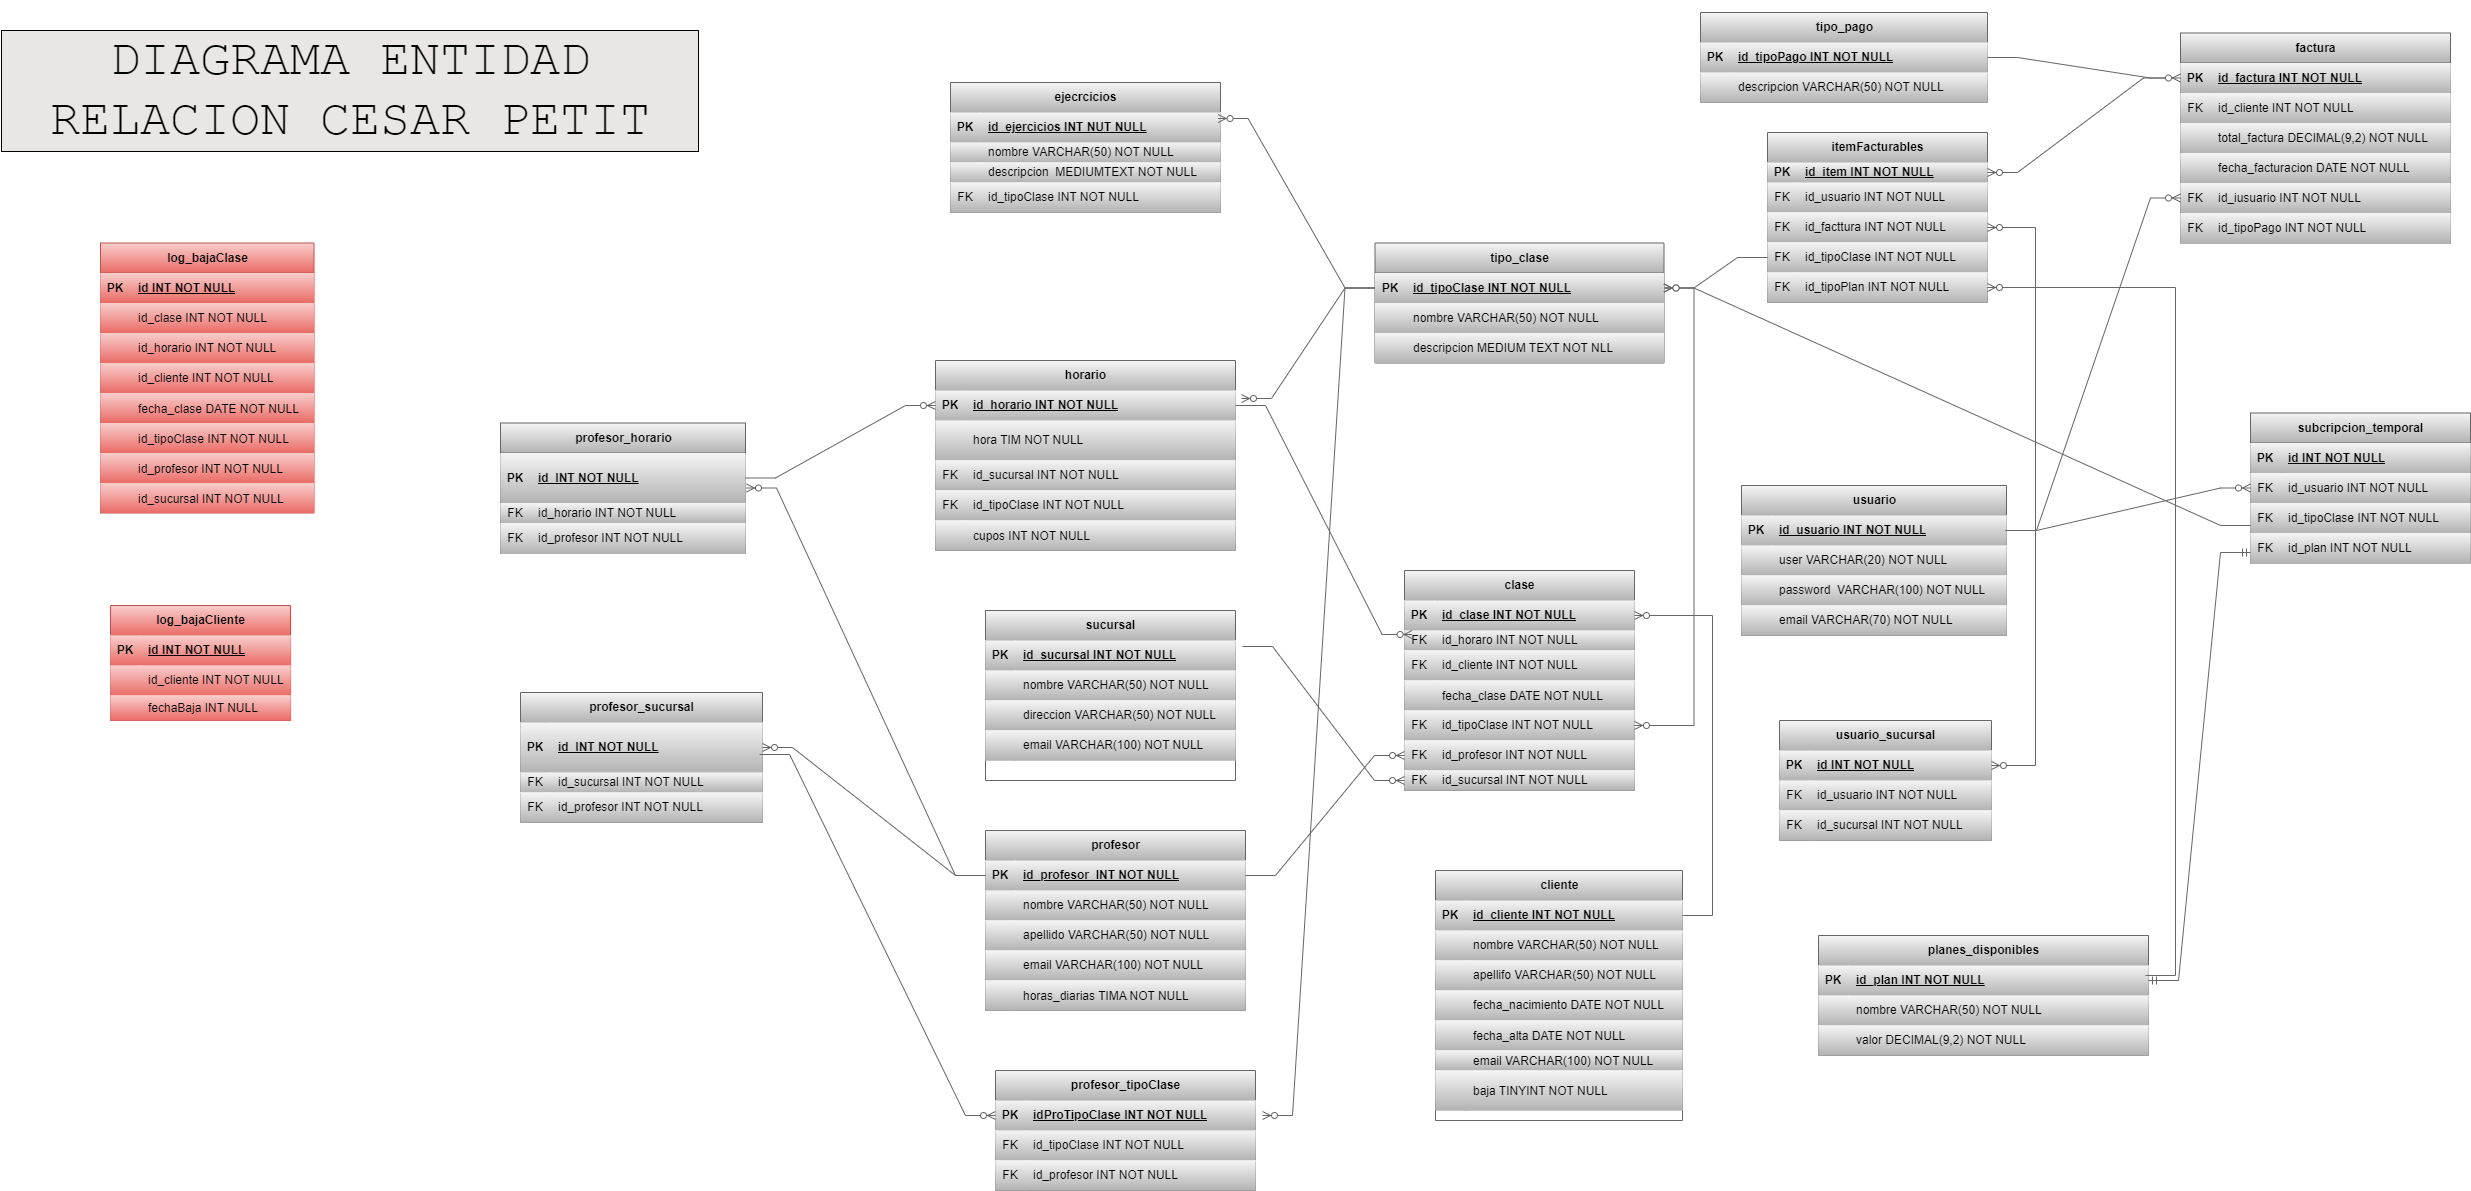 DIAGRAMA ENTIDAD
RELACION CESAR PETIT
log_bajaClase
PK id INT NOT NULL
id_clase INT NOT NULL
id_horario INT NOT NULL
id_cliente INT NOT NULL
fecha_clase DATE NOT NULL
id_tipoClase INT NOT NULL
id_profesor INT NOT NULL
id_sucursal INT NOT NULL
log_bajaCliente
PK id INT NOT NULL
id_cliente INT NOT NULL
fechaBaja INT NULL
profesor_horario
PK id INT NOT NULL
FK id_horario INT NOT NULL
FK id_profesor INT NOT NULL
profesor_sucursal
PK id INT NOT NULL
FK id_sucursal INT NOT NULL
FK id_profesor INT NOT NULL
ejecrcicios
PK id_ejercicios INT NUT NULL
nombre VARCHAR(50) NOT NULL
descripcion MEDIUMTEXT NOT NULL
FK id_tipoClase INT NOT NULL
horario
PK id_horario INT NOT NULL
hora TIM NOT NULL
FK id_sucursal INT NOT NULL
FK id_tipoClase INT NOT NULL
cupos INT NOT NULL
sucursal
PK id_sucursal INT NOT NULL
nombre VARCHAR(50) NOT NULL
direccion VARCHAR(50) NOT NULL
email VARCHAR(100) NOT NULL
profesor
PK id_profesor INT NOT NULL
nombre VARCHAR(50) NOT NULL
apellido VARCHAR(50) NOT NULL
email VARCHAR(100) NOT NULL
horas_diarias TIMA NOT NULL
profesor_tipoClase
PK idProTipoClase INT NOT NULL
FK id_tipoClase INT NOT NULL
FK id_profesor INT NOT NULL
tipo_clase
PK id_tipoClase INT NOT NULL
nombre VARCHAR(50) NOT NULL
descripcion MEDIUM TEXT NOT NLL
clase
PK id_clase INT NOT NULL
FK id_horaro INT NOT NULL
FK id_cliente INT NOT NULL
fecha_clase DATE NOT NULL
FK id_tipoClase INT NOT NULL
FK id_profesor INT NOT NULL
FK id_sucursal INT NOT NULL
cliente
PK id_cliente INT NOT NULL
nombre VARCHAR(50) NOT NULL
apellifo VARCHAR(50) NOT NULL
fecha_nacimiento DATE NOT NULL
fecha_alta DATE NOT NULL
email VARCHAR(100) NOT NULL
baja TINYINT NOT NULL
tipo_pago
PK id_tipoPago INT NOT NULL
descripcion VARCHAR(50) NOT NULL
itemFacturables
PK id_item INT NOT NULL
FK id_usuario INT NOT NULL
FK id_facttura INT NOT NULL
FK id_tipoClase INT NOT NULL
FK id_tipoPlan INT NOT NULL
usuario
PK id_usuario INT NOT NULL
user VARCHAR(20) NOT NULL
password VARCHAR(100) NOT NULL
email VARCHAR(70) NOT NULL
usuario_sucursal
PK id INT NOT NULL
FK id_usuario INT NOT NULL
FK id_sucursal INT NOT NULL
planes_disponibles
PK id_plan INT NOT NULL
nombre VARCHAR(50) NOT NULL
valor DECIMAL(9,2) NOT NULL
factura
PK id_factura INT NOT NULL
FK id_cliente INT NOT NULL
total_factura DECIMAL(9,2) NOT NULL
fecha_facturacion DATE NOT NULL
FK id_iusuario INT NOT NULL
FK id_tipoPago INT NOT NULL
subcripcion_temporal
PK id INT NOT NULL
FK id_usuario INT NOT NULL
FK id_tipoClase INT NOT NULL
FK id_plan INT NOT NULL